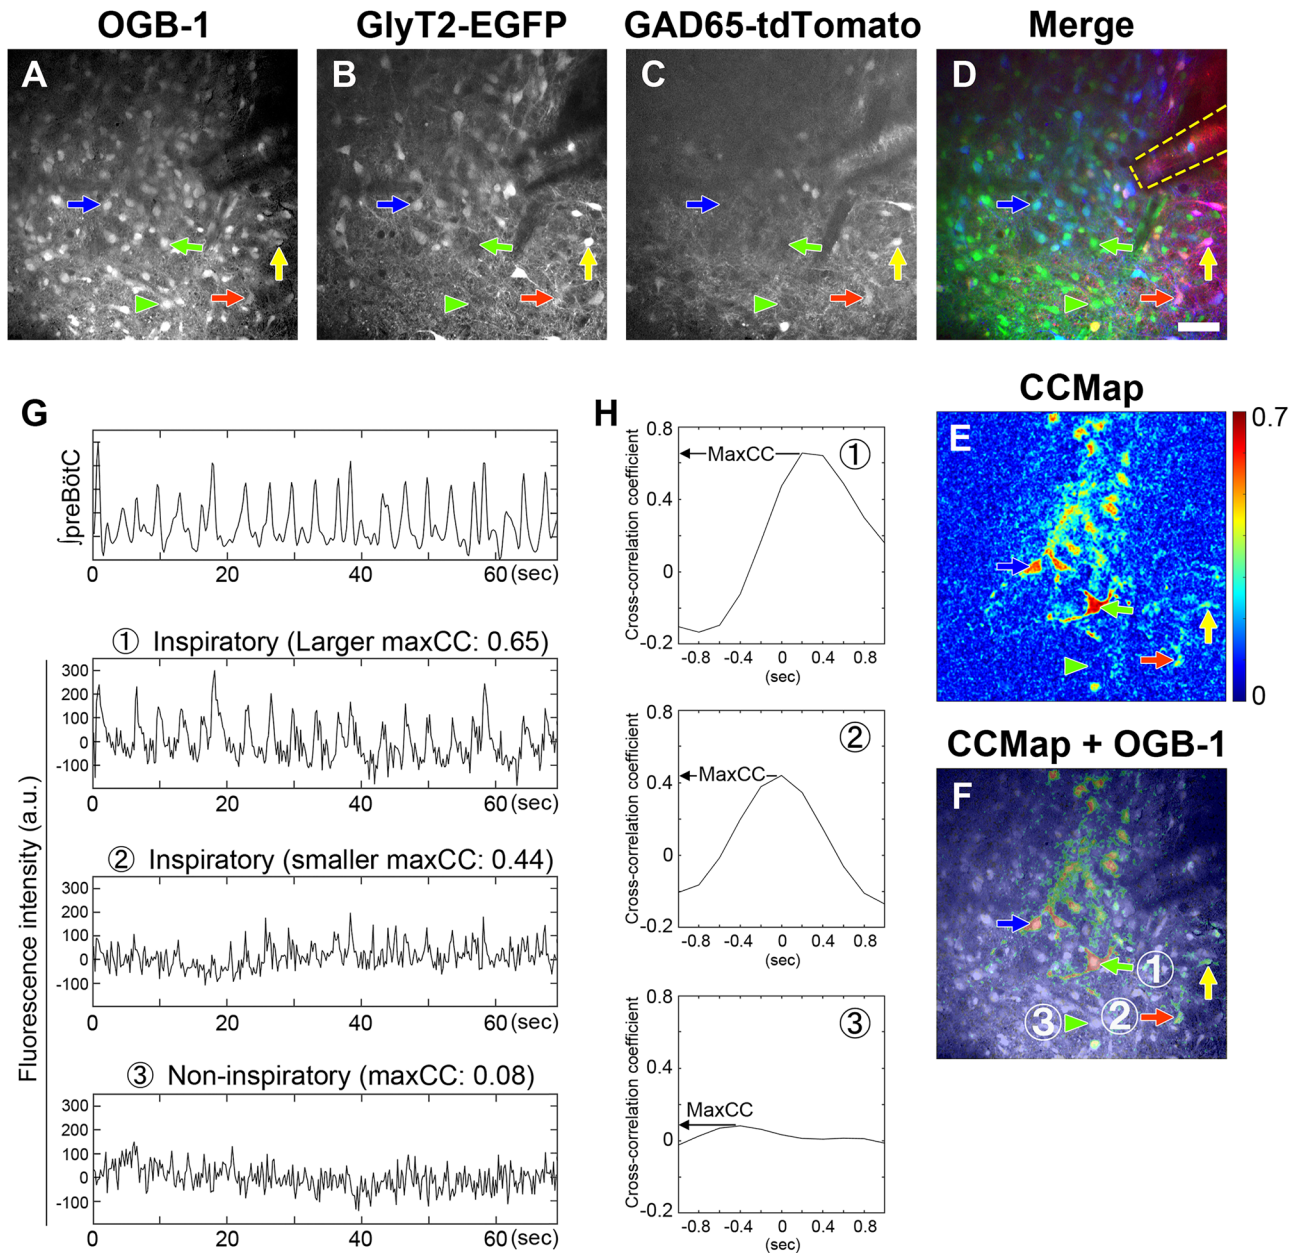 OGB-1 GlyT2-EGFP GAD65-tdTomato Merge
A B C D
G
∫preBötC
0 20 40 60 (sec)
① Inspiratory (Larger maxCC: 0.65)
300
200
100
0
-100
0 20 40 60 (sec)
② Inspiratory (smaller maxCC: 0.44)
300
200
100
0
-100
0 20 40 60 (sec)
③ Non-inspiratory (maxCC: 0.08)
300
200
100
0
-100
0 20 40 60 (sec)
Fluorescence intensity (a.u.)
H
Cross-correlation coefficient
0.8
0.4
0
-0.2
MaxCC
①
-0.8 -0.4 0 0.4 0.8
(sec)
Cross-correlation coefficient
0.8
0.4
0
-0.2
MaxCC
②
-0.8 -0.4 0 0.4 0.8
(sec)
Cross-correlation coefficient
0.8
0.4
0
-0.2
MaxCC
③
-0.8 -0.4 0 0.4 0.8
(sec)
CCMap
E
0.7
0
CCMap + OGB-1
F
①
③ ②